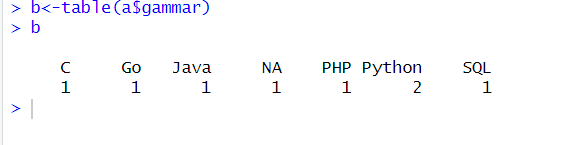 > b<-table(a$gammar)
> b
C Go Java NA PHP Python SQL
1 1 1 1 1 2 1
>